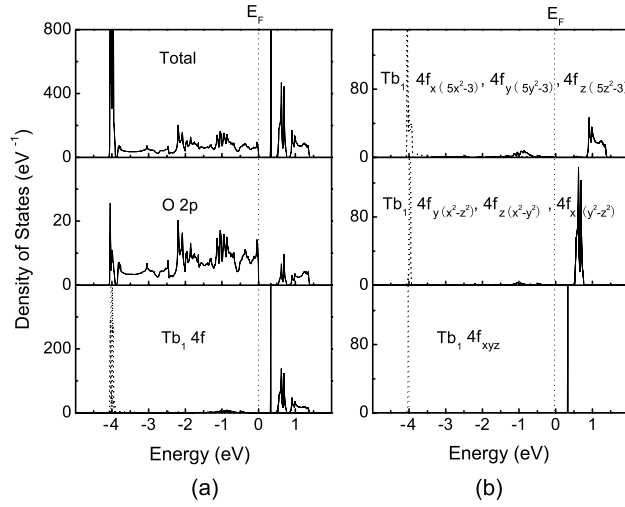 E_F
800
Total
400
0
O 2p
20
0
Tb₁ 4f
200
0
-4 -3 -2 -1 0 1
Energy (eV)
Density of States (eV⁻¹)
(a)
E_F
80
Tb₁ 4f_x(5x²-3), 4f_y(5y²-3), 4f_z(5z²-3)
0
80
Tb₁ 4f_y(x²-z²), 4f_z(x²-y²), 4f_x(y²-z²)
0
80
Tb₁ 4f_xyz
0
-4 -3 -2 -1 0 1
Energy (eV)
(b)